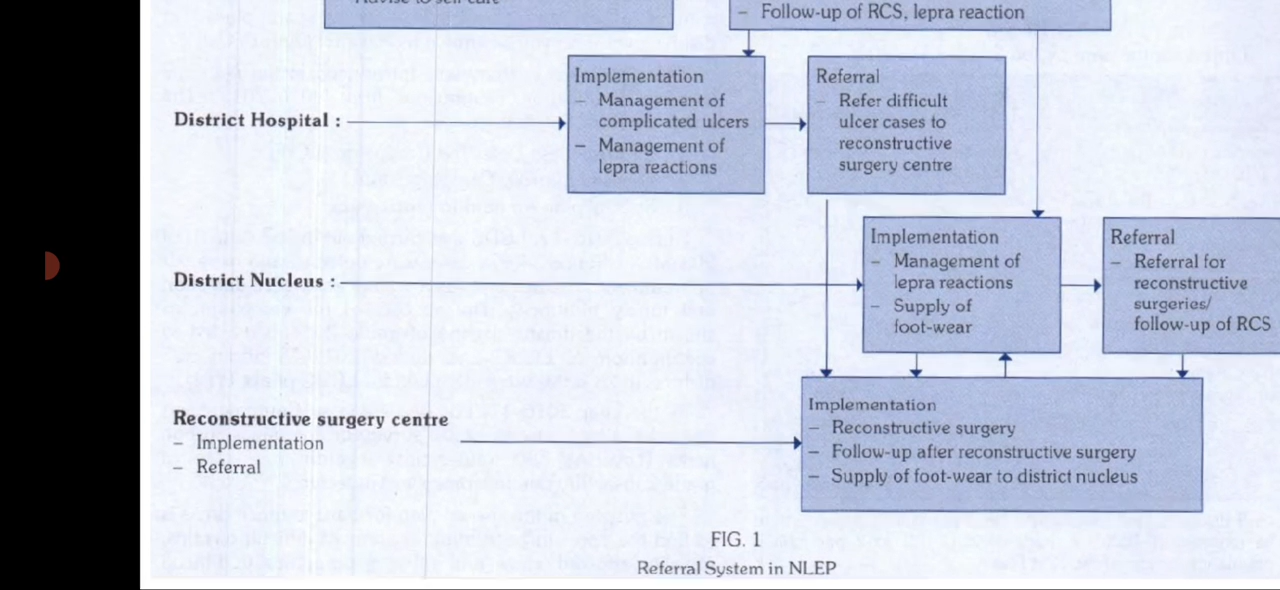 Advise to self care
– Follow-up of RCS, lepra reaction
District Hospital :
Implementation
– Management of
complicated ulcers
– Management of
lepra reactions
Referral
– Refer difficult
ulcer cases to
reconstructive
surgery centre
District Nucleus :
Implementation
– Management of
lepra reactions
– Supply of
foot-wear
Referral
– Referral for
reconstructive
surgeries/
follow-up of RCS
Reconstructive surgery centre
– Implementation
– Referral
Implementation
– Reconstructive surgery
– Follow-up after reconstructive surgery
– Supply of foot-wear to district nucleus
FIG. 1
Referral System in NLEP